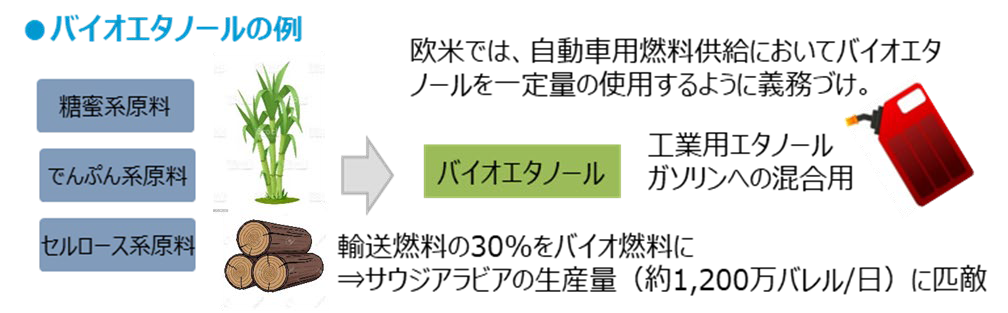 ●バイオエタノールの例
欧米では、自動車用燃料供給においてバイオエタ
ノールを一定量の使用するように義務づけ。
糖蜜系原料
でんぷん系原料
セルロース系原料
バイオエタノール
工業用エタノール
ガソリンへの混合用
輸送燃料の30%をバイオ燃料に
⇒サウジアラビアの生産量（約1,200万バレル/日）に匹敵